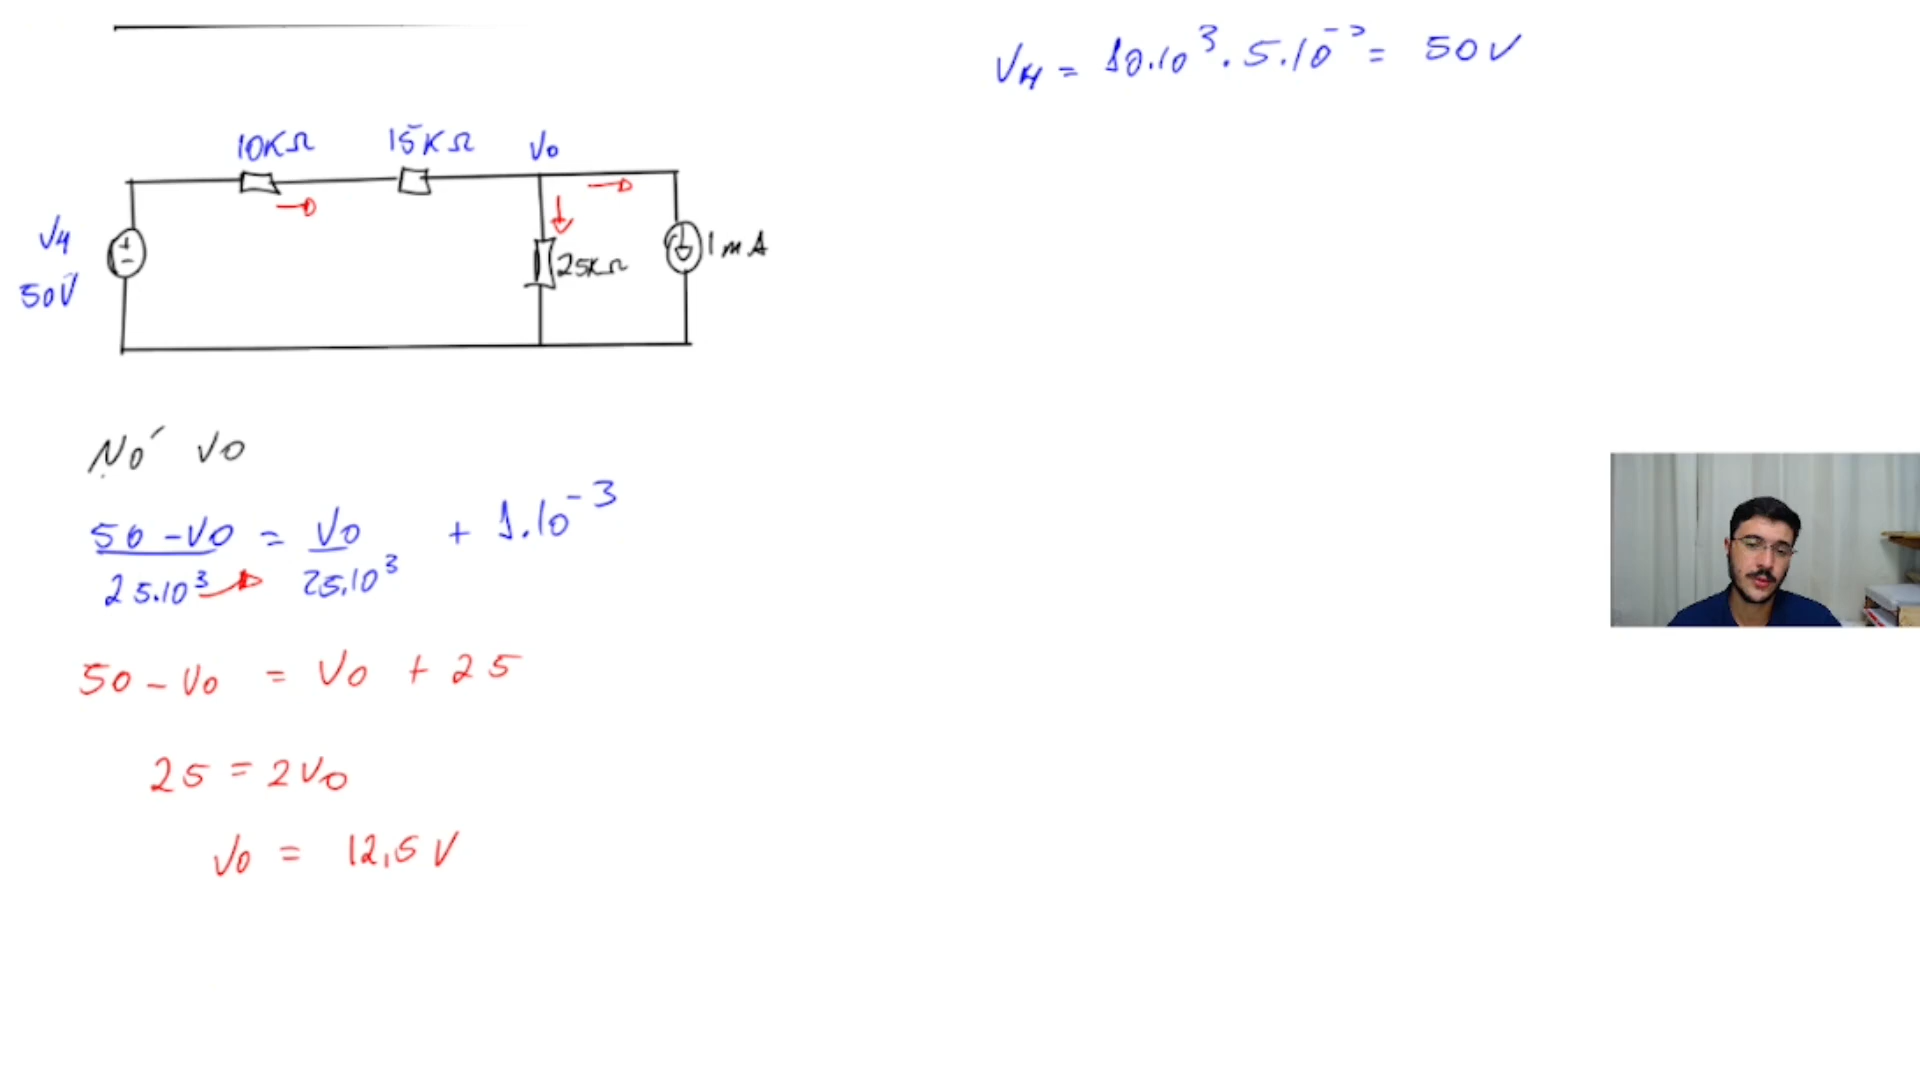 V4 = 10.10³ . 5.10⁻³ = 50V
10KΩ 15KΩ Vo
V4
50V
25KΩ
1mA
NÓ Vo
50 - Vo / 25.10³ = Vo / 25.10³ + 1.10⁻³
50 - Vo = Vo + 25
25 = 2Vo
Vo = 12,5 V